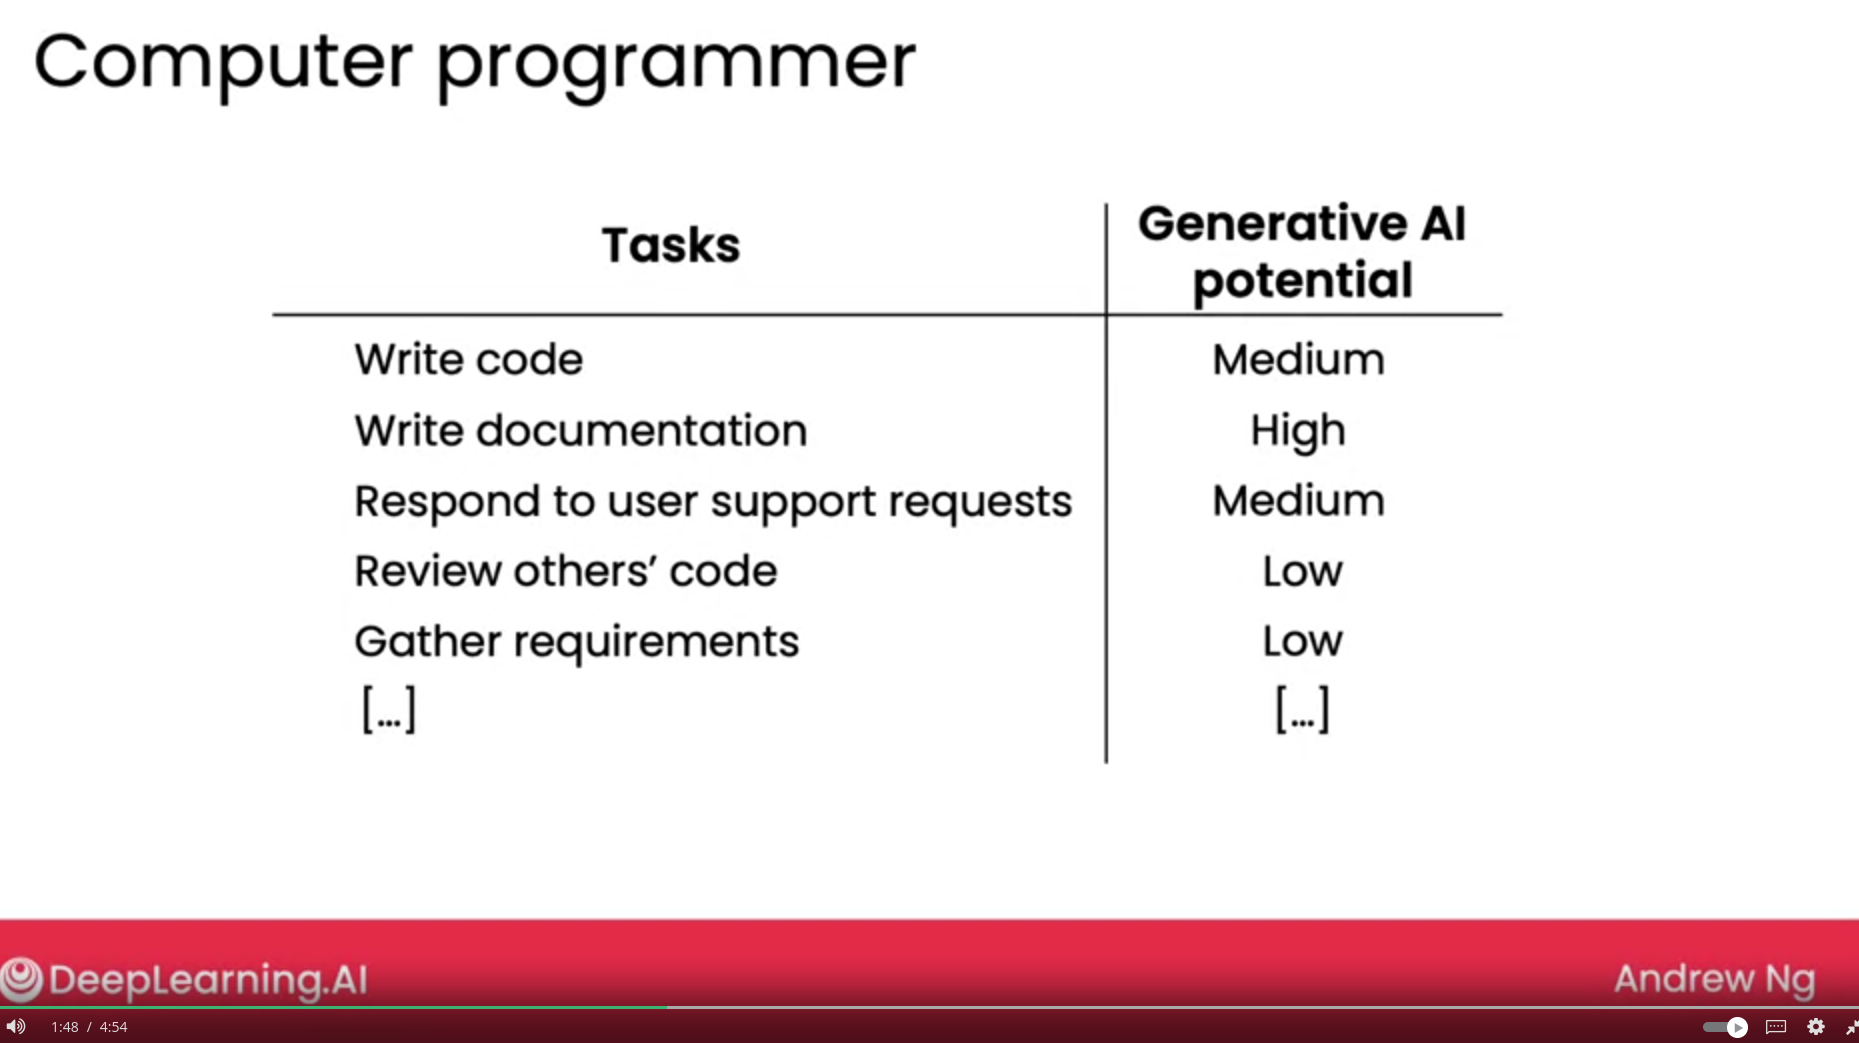 Computer programmer
Tasks
Generative AI
potential
Write code Medium
Write documentation High
Respond to user support requests Medium
Review others’ code Low
Gather requirements Low
[...] [...]
DeepLearning.AI Andrew Ng
1:48 / 4:54